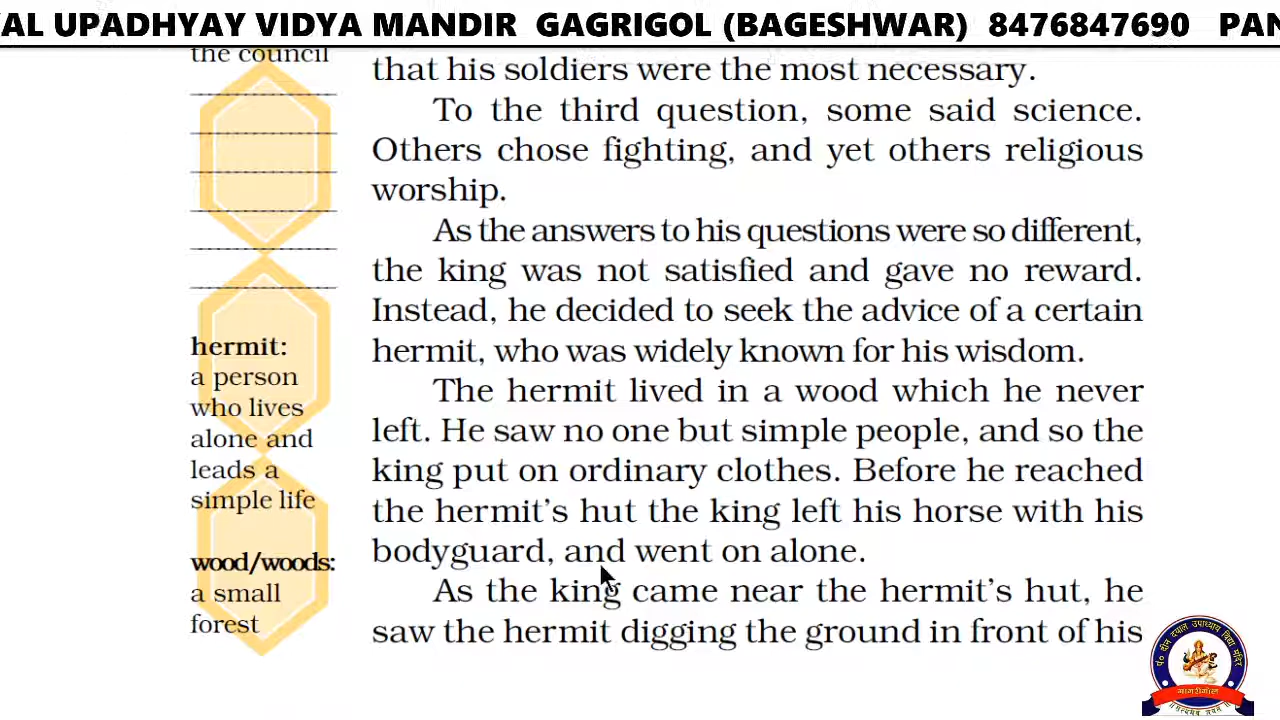 AL UPADHYAY VIDYA MANDIR GAGRIGOL (BAGESHWAR) 8476847690 PAN
the council
hermit:
a person
who lives
alone and
leads a
simple life
wood/woods:
a small
forest
that his soldiers were the most necessary.
To the third question, some said science.
Others chose fighting, and yet others religious
worship.
As the answers to his questions were so different,
the king was not satisfied and gave no reward.
Instead, he decided to seek the advice of a certain
hermit, who was widely known for his wisdom.
The hermit lived in a wood which he never
left. He saw no one but simple people, and so the
king put on ordinary clothes. Before he reached
the hermit's hut the king left his horse with his
bodyguard, and went on alone.
As the king came near the hermit's hut, he
saw the hermit digging the ground in front of his
पं० दीन दयाल उपाध्याय विद्या मंदिर
गागरीगोल